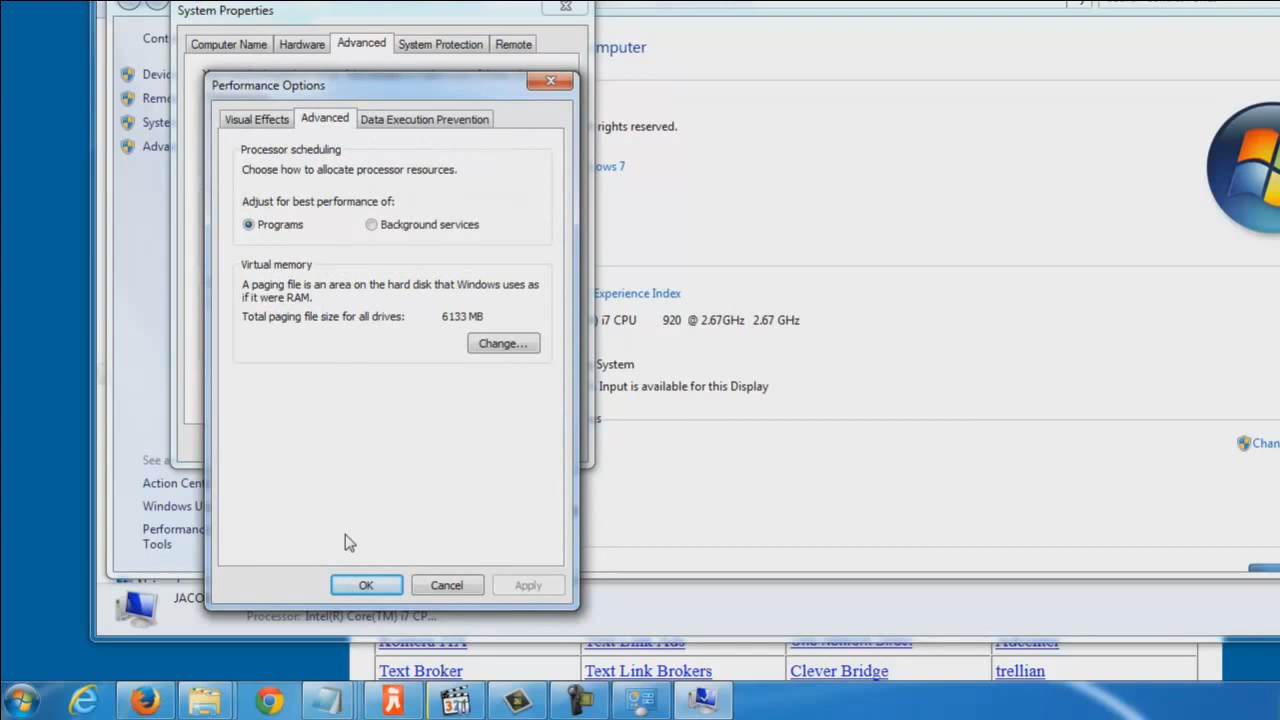 System Properties
Computer Name
Hardware
Advanced
System Protection
Remote
Performance Options
Visual Effects
Advanced
Data Execution Prevention
Processor scheduling
Choose how to allocate processor resources.
Adjust for best performance of:
Programs
Background services
Virtual memory
A paging file is an area on the hard disk that Windows uses as
if it were RAM.
Total paging file size for all drives: 6133 MB
Change...
OK
Cancel
Apply
Cont
Devic
Remo
Syste
Adva
See a
Action Cent
Windows U
Performanc
Tools
mputer
rights reserved.
ows 7
Experience Index
) i7 CPU 920 @ 2.67GHz 2.67 GHz
System
Input is available for this Display
s
Chan
JACO
Processor: Intel(R) Core(TM) i7 CP...
Text Link Ads
Text Broker
Text Link Brokers
Clever Bridge
trellian
321